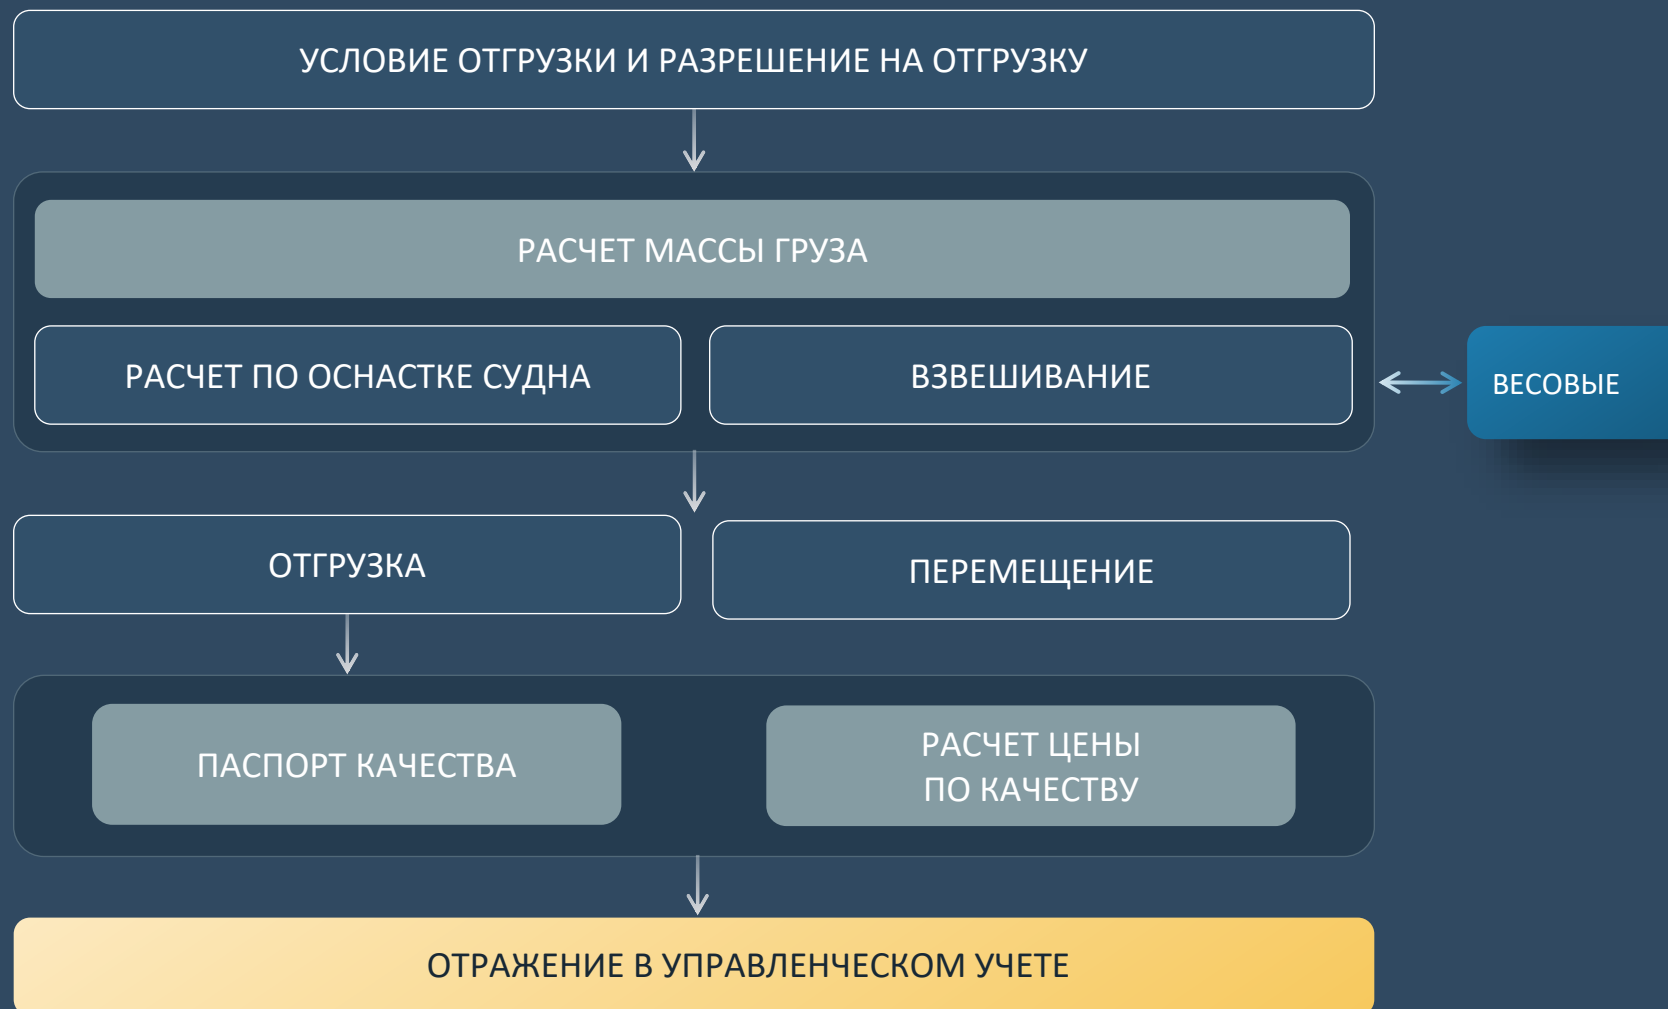 УСЛОВИЕ ОТГРУЗКИ И РАЗРЕШЕНИЕ НА ОТГРУЗКУ
РАСЧЕТ МАССЫ ГРУЗА
РАСЧЕТ ПО ОСНАСТКЕ СУДНА
ВЗВЕШИВАНИЕ
ВЕСОВЫЕ
ОТГРУЗКА
ПЕРЕМЕЩЕНИЕ
ПАСПОРТ КАЧЕСТВА
РАСЧЕТ ЦЕНЫ
ПО КАЧЕСТВУ
ОТРАЖЕНИЕ В УПРАВЛЕНЧЕСКОМ УЧЕТЕ